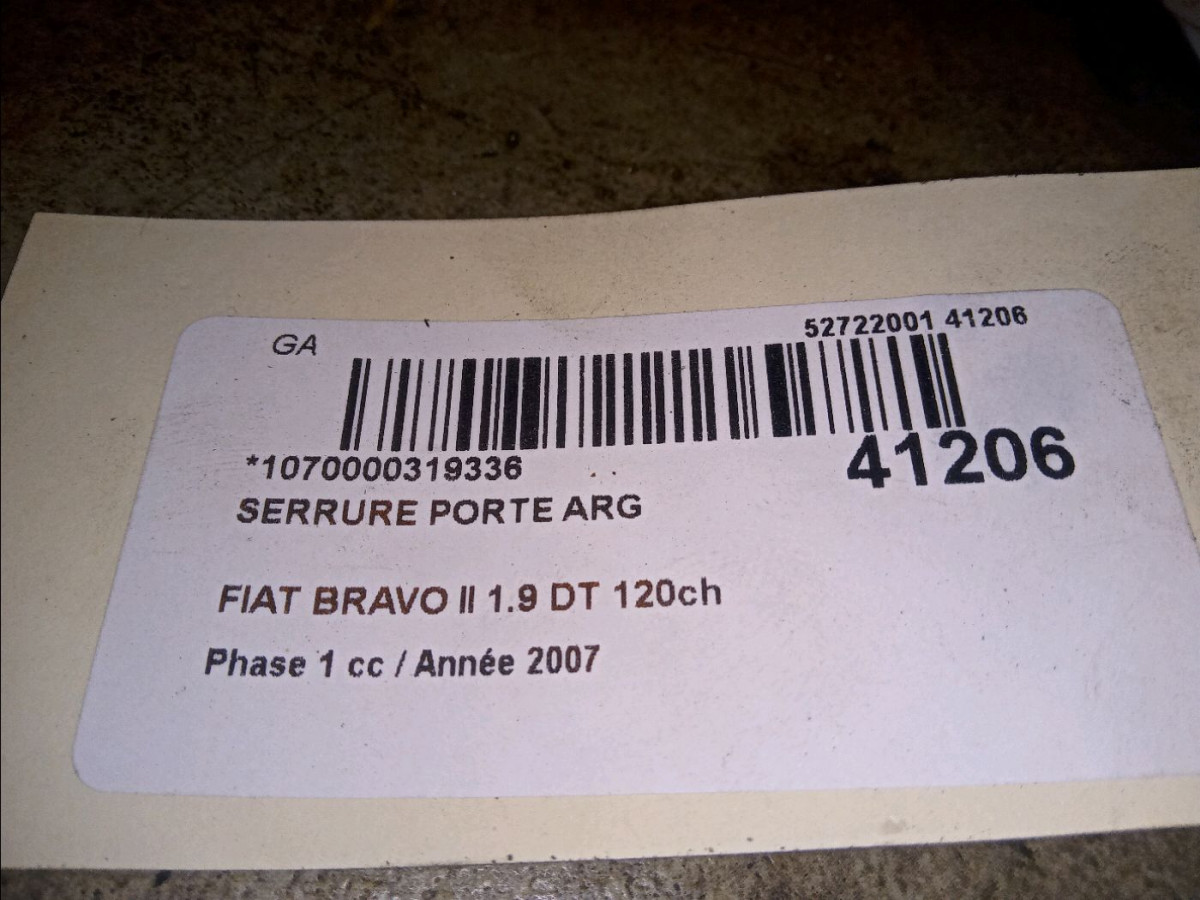 GA
52722001 41206
*1070000319336
41206
SERRURE PORTE ARG
FIAT BRAVO II 1.9 DT 120ch
Phase 1 cc / Année 2007